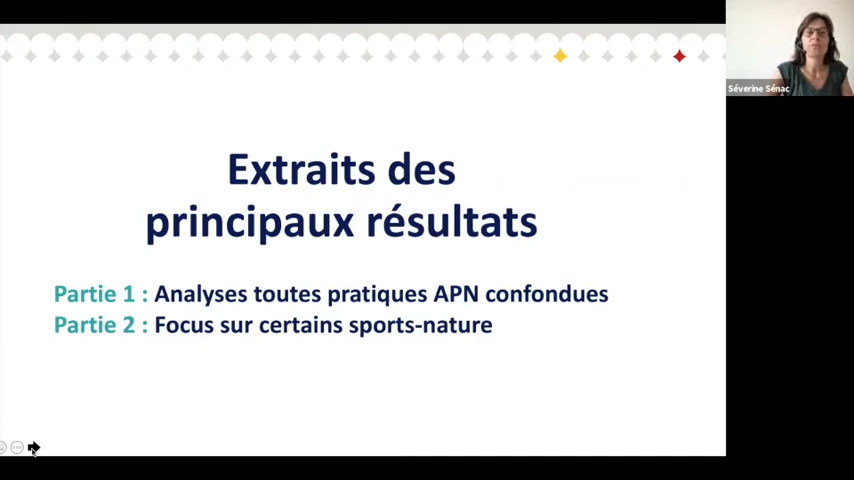 Séverine Sénac
Extraits des
principaux résultats
Partie 1 : Analyses toutes pratiques APN confondues
Partie 2 : Focus sur certains sports-nature